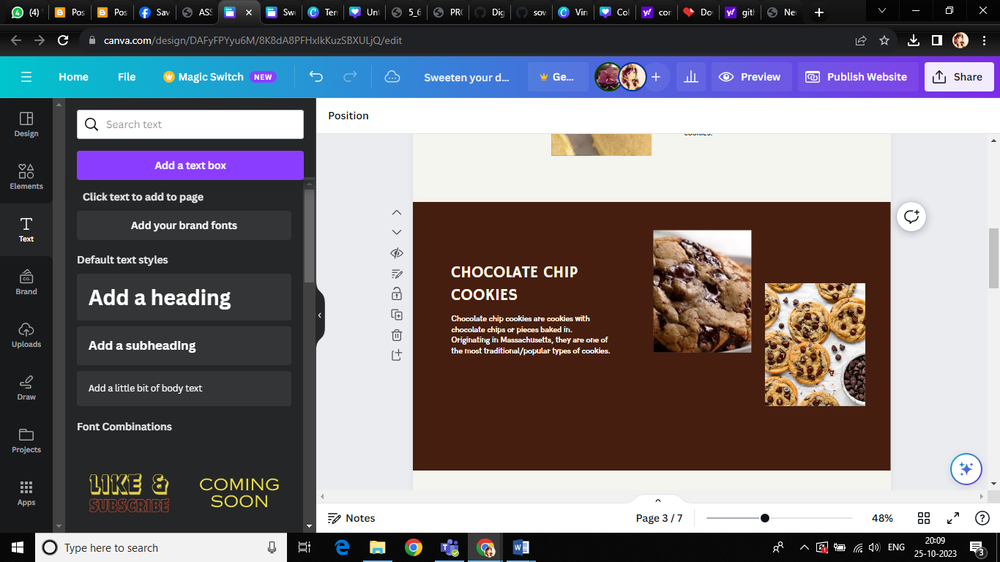 (4)
Pos
Pos
Sav
ASS
Swe
Ten
Unt
5_6
PRO
Dig
sow
Vin
Col
con
Dov
gith
Nev
canva.com/design/DAFyFPYyu6M/8K8dA8PFHxIkKuzSBXULjQ/edit
Home
File
Magic Switch NEW
Sweeten your d...
Ge...
Preview
Publish Website
Share
Design
Elements
Text
Brand
Uploads
Draw
Projects
Apps
Search text
Add a text box
Click text to add to page
Add your brand fonts
Default text styles
Add a heading
Add a subheading
Add a little bit of body text
Font Combinations
LIKE &
SUBSCRIBE
COMING
SOON
Position
cookies.
CHOCOLATE CHIP
COOKIES
Chocolate chip cookies are cookies with
chocolate chips or pieces baked in.
Originating in Massachusetts, they are one of
the most traditional/popular types of cookies.
Notes
Page 3 / 7
48%
Type here to search
ENG
20:09
25-10-2023
3